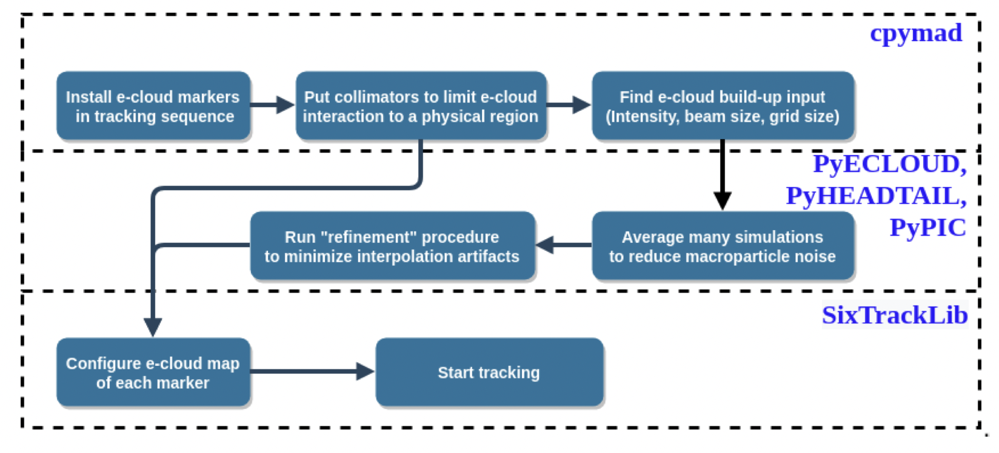 cpymad
Install e-cloud markers
in tracking sequence
Put collimators to limit e-cloud
interaction to a physical region
Find e-cloud build-up input
(Intensity, beam size, grid size)
PyECLOUD,
PyHEADTAIL,
PyPIC
Run "refinement" procedure
to minimize interpolation artifacts
Average many simulations
to reduce macroparticle noise
SixTrackLib
Configure e-cloud map
of each marker
Start tracking